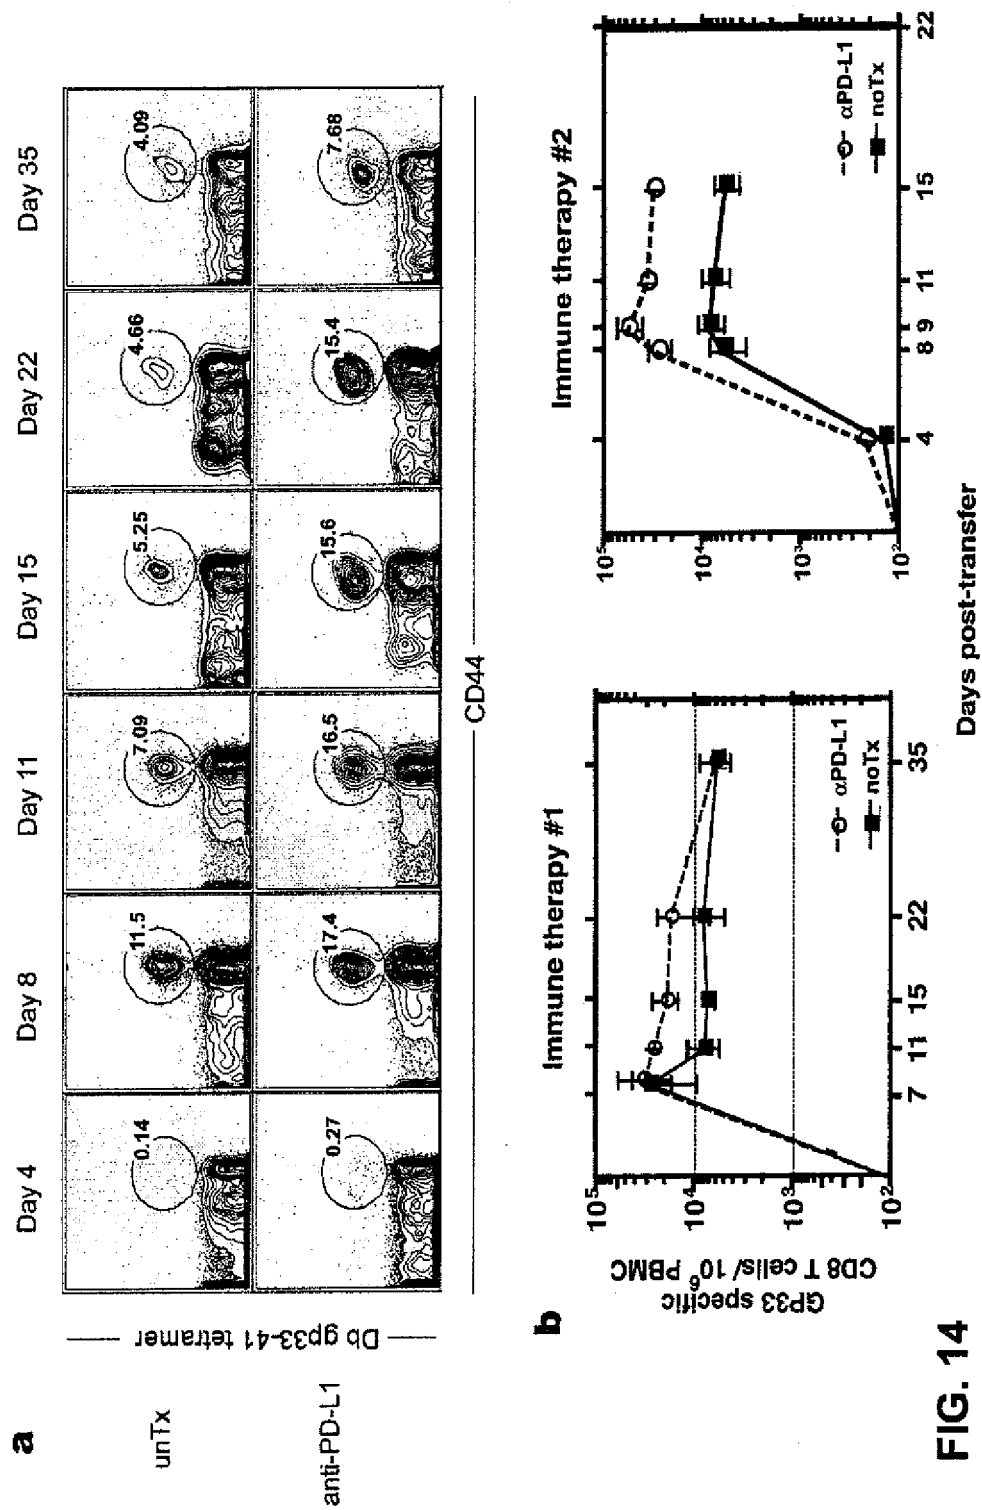 a
Day 4 Day 8 Day 11 Day 15 Day 22 Day 35
unTx
0.14 11.5 7.09 5.25 4.66 4.09
anti-PD-L1
0.27 17.4 16.5 15.6 15.4 7.68
Db gp33-41 tetramer
CD44
b
Immune therapy #1
GP33 specific
CD8 T cells/10⁶ PBMC
10⁵
10⁴
10³
10²
αPD-L1
noTx
7 11 15 22 35
Immune therapy #2
10⁵
10⁴
10³
10²
αPD-L1
noTx
4 8 9 11 15 22
Days post-transfer
FIG. 14